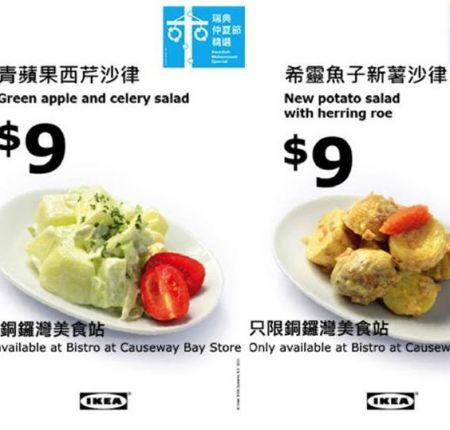 瑞典
仲夏節
精選
Swedish
Midsummer
Special
青蘋果西芹沙律
Green apple and celery salad
$9
銅鑼灣美食站
available at Bistro at Causeway Bay Store
IKEA
希靈魚子新薯沙律
New potato salad
with herring roe
$9
只限銅鑼灣美食站
Only available at Bistro at Causew
IKEA